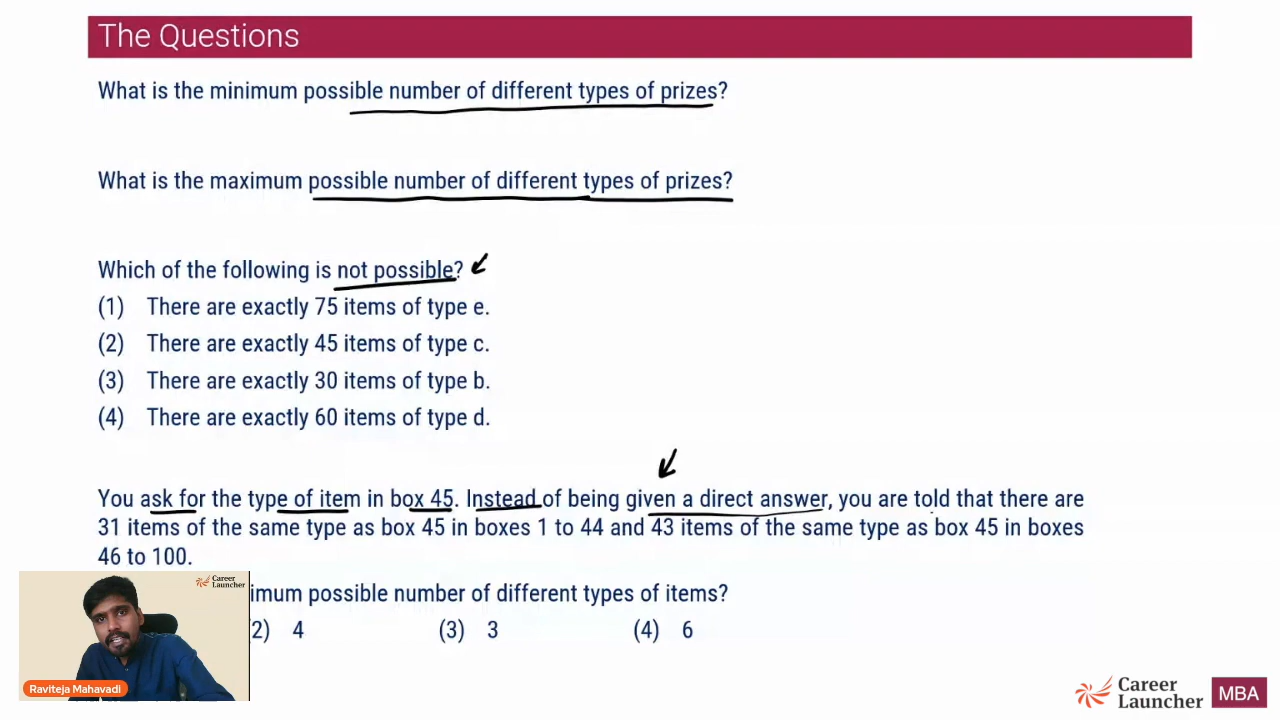 The Questions
What is the minimum possible number of different types of prizes?
What is the maximum possible number of different types of prizes?
Which of the following is not possible?
(1) There are exactly 75 items of type e.
(2) There are exactly 45 items of type c.
(3) There are exactly 30 items of type b.
(4) There are exactly 60 items of type d.
You ask for the type of item in box 45. Instead of being given a direct answer, you are told that there are
31 items of the same type as box 45 in boxes 1 to 44 and 43 items of the same type as box 45 in boxes
46 to 100.
imum possible number of different types of items?
2) 4 (3) 3 (4) 6
Career
Launcher
Raviteja Mahavadi
Career
Launcher
MBA